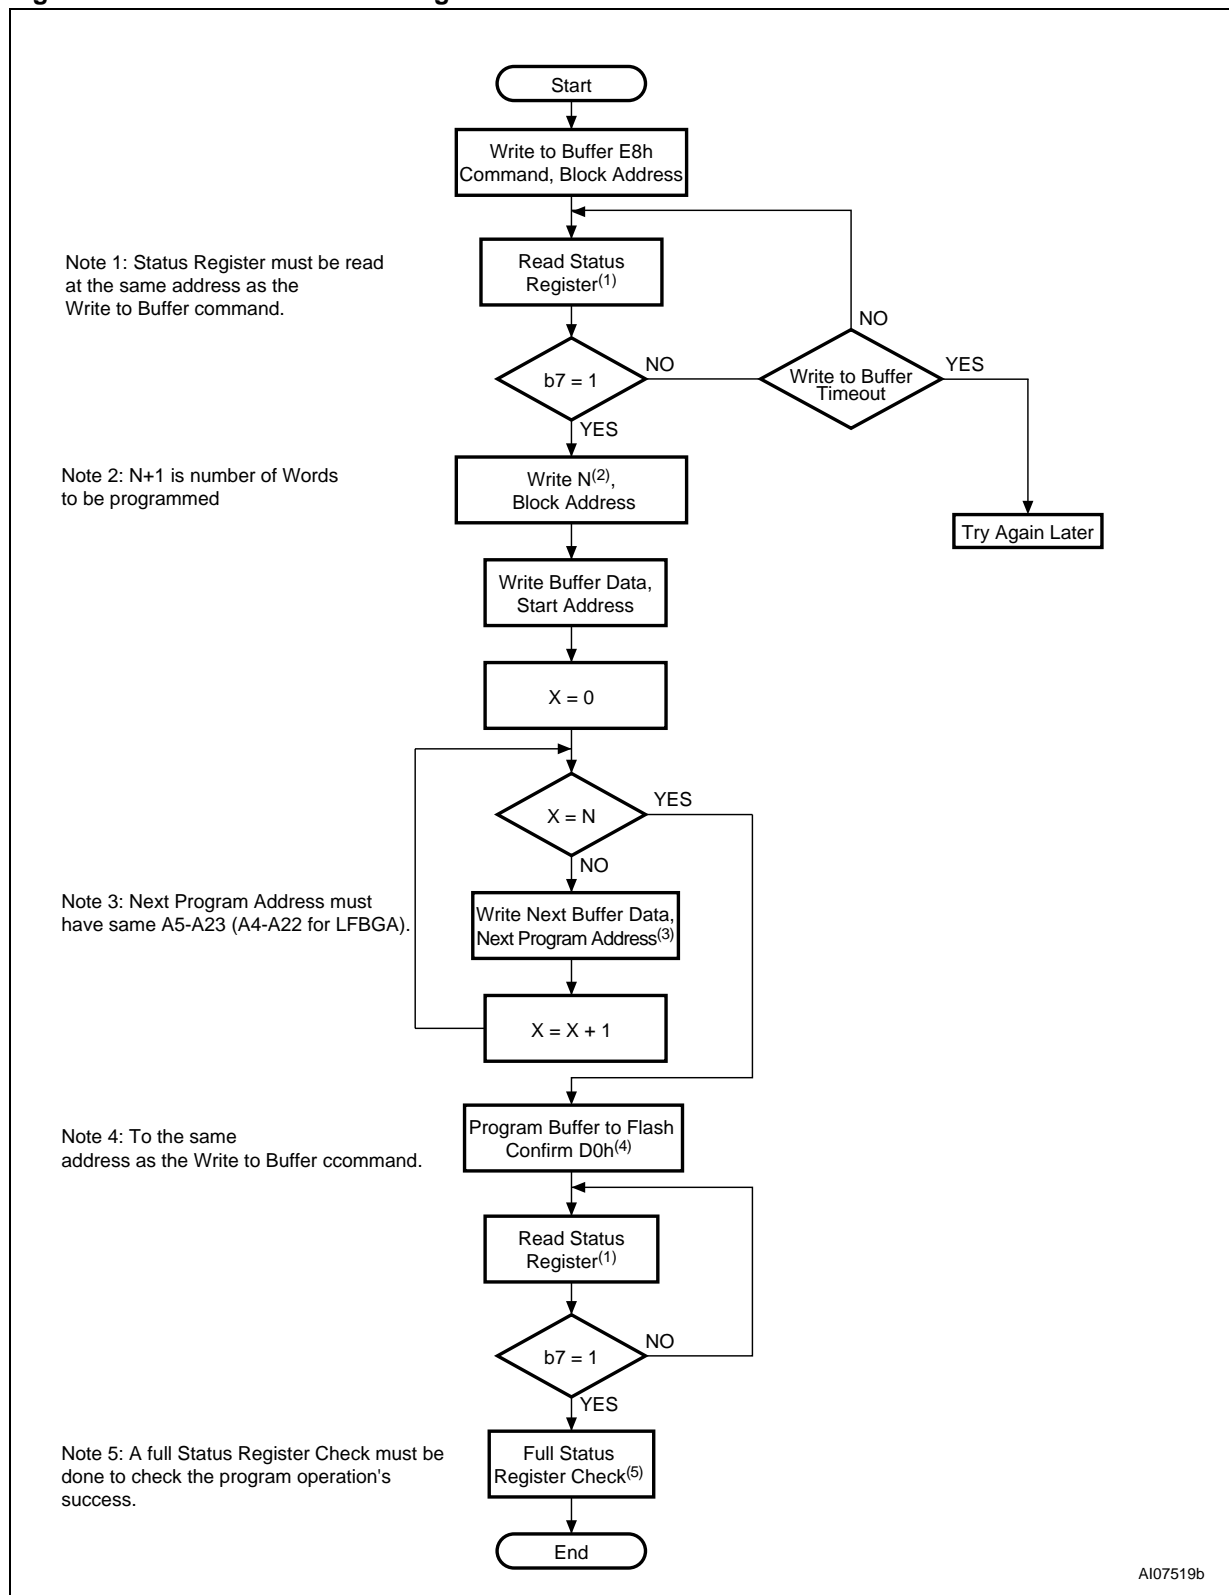 Start
Write to Buffer E8h
Command, Block Address
Note 1: Status Register must be read
at the same address as the
Write to Buffer command.
Read Status
Register(1)
NO
b7 = 1
NO
Write to Buffer
Timeout
YES
YES
Note 2: N+1 is number of Words
to be programmed
Write N(2),
Block Address
Try Again Later
Write Buffer Data,
Start Address
X = 0
X = N
YES
NO
Note 3: Next Program Address must
have same A5-A23 (A4-A22 for LFBGA).
Write Next Buffer Data,
Next Program Address(3)
X = X + 1
Note 4: To the same
address as the Write to Buffer ccommand.
Program Buffer to Flash
Confirm D0h(4)
Read Status
Register(1)
b7 = 1
NO
YES
Note 5: A full Status Register Check must be
done to check the program operation's
success.
Full Status
Register Check(5)
End
AI07519b